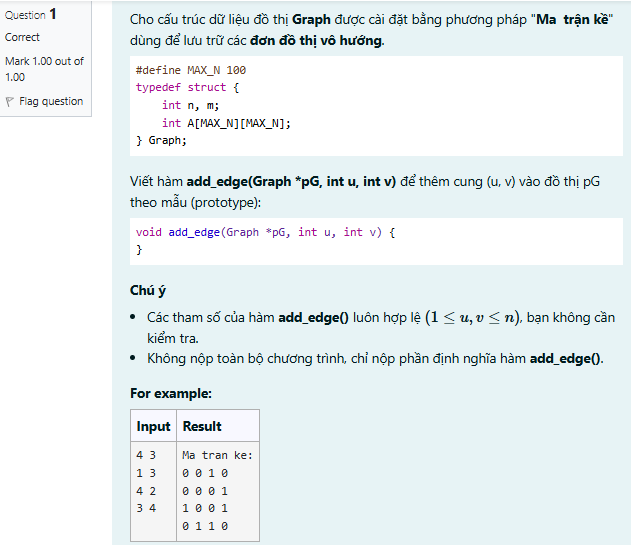 Question 1
Correct
Mark 1.00 out of
1.00
Flag question
Cho cấu trúc dữ liệu đồ thị Graph được cài đặt bằng phương pháp "Ma trận kề"
dùng để lưu trữ các đơn đồ thị vô hướng.
#define MAX_N 100
typedef struct {
    int n, m;
    int A[MAX_N][MAX_N];
} Graph;
Viết hàm add_edge(Graph *pG, int u, int v) để thêm cung (u, v) vào đồ thị pG
theo mẫu (prototype):
void add_edge(Graph *pG, int u, int v) {
}
Chú ý
• Các tham số của hàm add_edge() luôn hợp lệ (1 ≤ u, v ≤ n), bạn không cần
kiểm tra.
• Không nộp toàn bộ chương trình, chỉ nộp phần định nghĩa hàm add_edge().
For example:
Input Result
4 3 Ma tran ke:
1 3 0 0 1 0
4 2 0 0 0 1
3 4 1 0 0 1
0 1 1 0